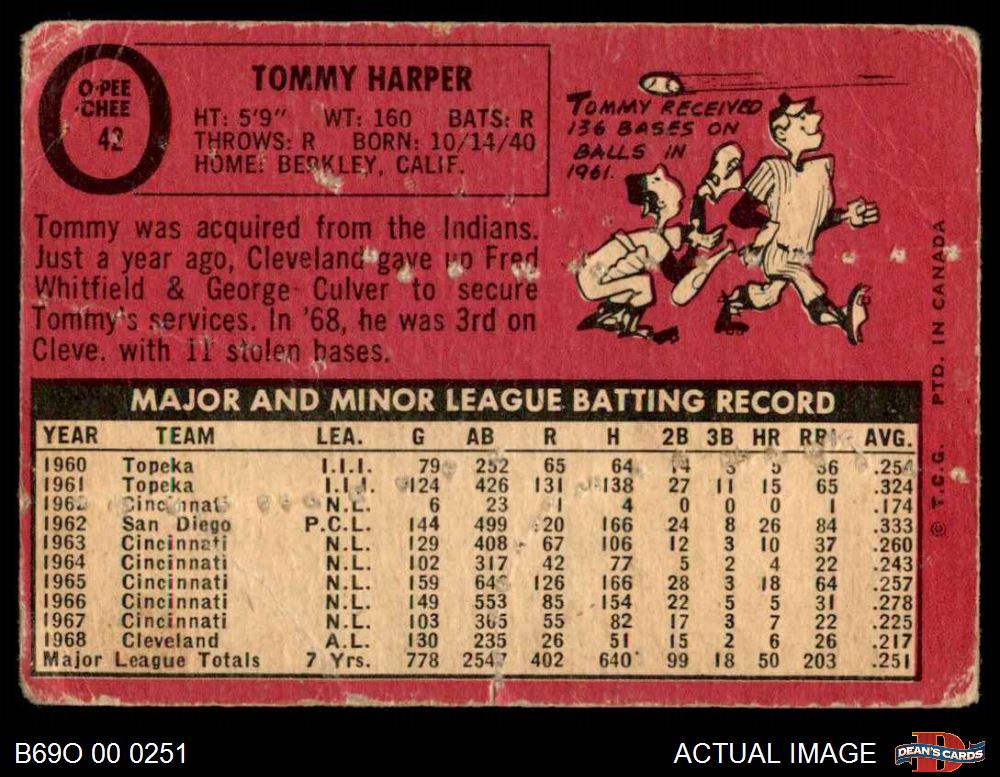 O-PEE
-CHEE
42
TOMMY HARPER
HT: 5'9" WT: 160 BATS: R
THROWS: R BORN: 10/14/40
HOME: BERKLEY, CALIF.
TOMMY RECEIVED
136 BASES ON
BALLS IN
1961.
Tommy was acquired from the Indians.
Just a year ago, Cleveland gave up Fred
Whitfield & George Culver to secure
Tommy's services. In '68, he was 3rd on
Cleve. with 11 stolen bases.
MAJOR AND MINOR LEAGUE BATTING RECORD
YEAR TEAM LEA. G AB R H 2B 3B HR RBI AVG.
1960 Topeka I.I.I. 79 252 65 64 14 3 5 36 .254
1961 Topeka I.I.I. 124 426 131 138 27 11 15 65 .324
1962 Cincinnati N.L. 6 23 1 4 0 0 0 1 .174
1962 San Diego P.C.L. 144 499 120 166 24 8 26 84 .333
1963 Cincinnati N.L. 129 408 67 106 12 3 10 37 .260
1964 Cincinnati N.L. 102 317 42 77 5 2 4 22 .243
1965 Cincinnati N.L. 159 646 126 166 28 3 18 64 .257
1966 Cincinnati N.L. 149 553 85 154 22 5 5 31 .278
1967 Cincinnati N.L. 103 365 55 82 17 3 7 22 .225
1968 Cleveland A.L. 130 235 26 51 15 2 6 26 .217
Major League Totals 7 Yrs. 778 2547 402 640 99 18 50 203 .251
© T.C.G. PTD. IN CANADA
B69O 00 0251
ACTUAL IMAGE
DEAN'S CARDS